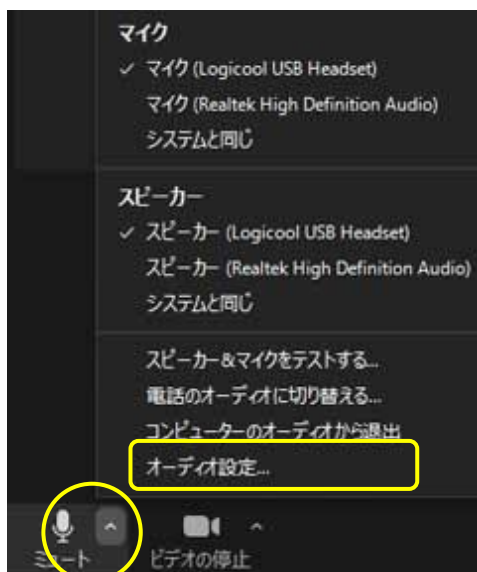 マイク
✓ マイク (Logicool USB Headset)
マイク (Realtek High Definition Audio)
システムと同じ
スピーカー
✓ スピーカー (Logicool USB Headset)
スピーカー (Realtek High Definition Audio)
システムと同じ
スピーカー&マイクをテストする...
電話のオーディオに切り替える...
コンピューターのオーディオから退出
オーディオ設定...
ミュート
ビデオの停止